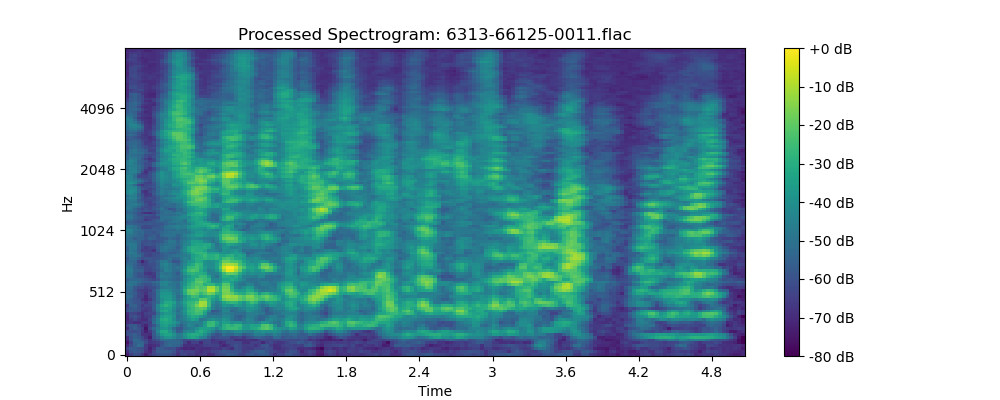 Processed Spectrogram: 6313-66125-0011.flac
Hz
4096
2048
1024
512
0
0 0.6 1.2 1.8 2.4 3 3.6 4.2 4.8
Time
+0 dB
-10 dB
-20 dB
-30 dB
-40 dB
-50 dB
-60 dB
-70 dB
-80 dB